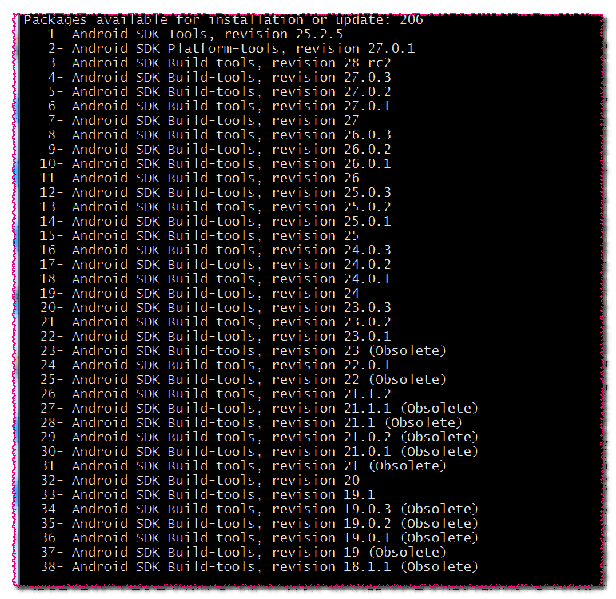 Packages available for installation or update: 206
1- Android SDK Tools, revision 25.2.5
2- Android SDK Platform-tools, revision 27.0.1
3- Android SDK Build-tools, revision 28 rc2
4- Android SDK Build-tools, revision 27.0.3
5- Android SDK Build-tools, revision 27.0.2
6- Android SDK Build-tools, revision 27.0.1
7- Android SDK Build-tools, revision 27
8- Android SDK Build-tools, revision 26.0.3
9- Android SDK Build-tools, revision 26.0.2
10- Android SDK Build-tools, revision 26.0.1
11- Android SDK Build-tools, revision 26
12- Android SDK Build-tools, revision 25.0.3
13- Android SDK Build-tools, revision 25.0.2
14- Android SDK Build-tools, revision 25.0.1
15- Android SDK Build-tools, revision 25
16- Android SDK Build-tools, revision 24.0.3
17- Android SDK Build-tools, revision 24.0.2
18- Android SDK Build-tools, revision 24.0.1
19- Android SDK Build-tools, revision 24
20- Android SDK Build-tools, revision 23.0.3
21- Android SDK Build-tools, revision 23.0.2
22- Android SDK Build-tools, revision 23.0.1
23- Android SDK Build-tools, revision 23 (Obsolete)
24- Android SDK Build-tools, revision 22.0.1
25- Android SDK Build-tools, revision 22 (Obsolete)
26- Android SDK Build-tools, revision 21.1.2
27- Android SDK Build-tools, revision 21.1.1 (Obsolete)
28- Android SDK Build-tools, revision 21.1 (Obsolete)
29- Android SDK Build-tools, revision 21.0.2 (Obsolete)
30- Android SDK Build-tools, revision 21.0.1 (Obsolete)
31- Android SDK Build-tools, revision 21 (Obsolete)
32- Android SDK Build-tools, revision 20
33- Android SDK Build-tools, revision 19.1
34- Android SDK Build-tools, revision 19.0.3 (Obsolete)
35- Android SDK Build-tools, revision 19.0.2 (Obsolete)
36- Android SDK Build-tools, revision 19.0.1 (Obsolete)
37- Android SDK Build-tools, revision 19 (Obsolete)
38- Android SDK Build-tools, revision 18.1.1 (Obsolete)